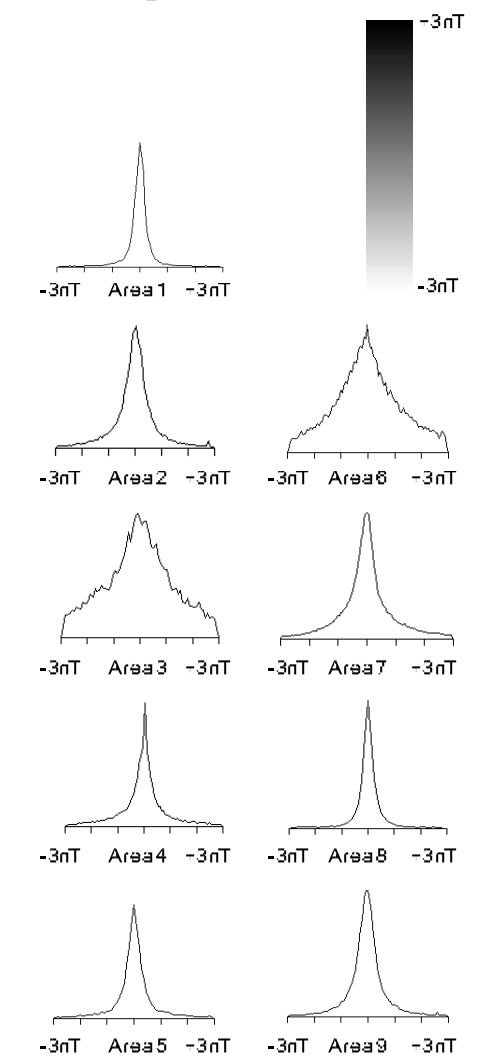 +3nT
-3nT
-3nT Area 1 +3nT
-3nT Area 2 +3nT
-3nT Area 6 +3nT
-3nT Area 3 +3nT
-3nT Area 7 +3nT
-3nT Area 4 +3nT
-3nT Area 8 +3nT
-3nT Area 5 +3nT
-3nT Area 9 +3nT